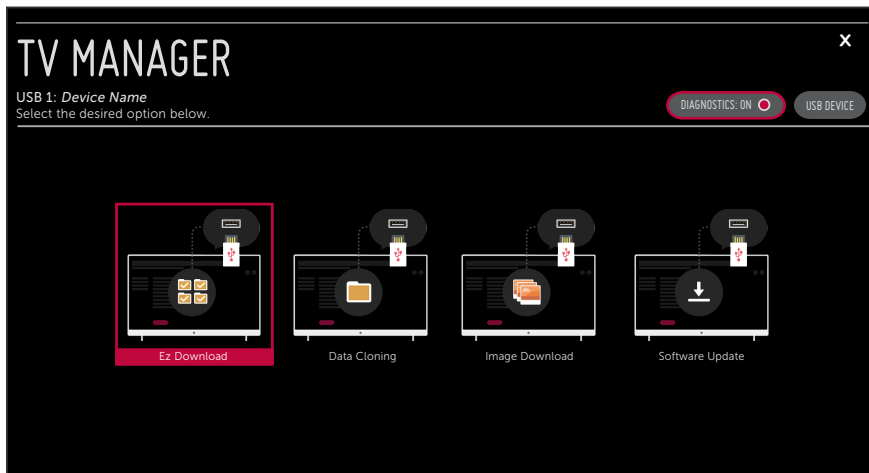 X
TV MANAGER
USB 1: Device Name
Select the desired option below.
DIAGNOSTICS: ON
USB DEVICE
Ez Download
Data Cloning
Image Download
Software Update